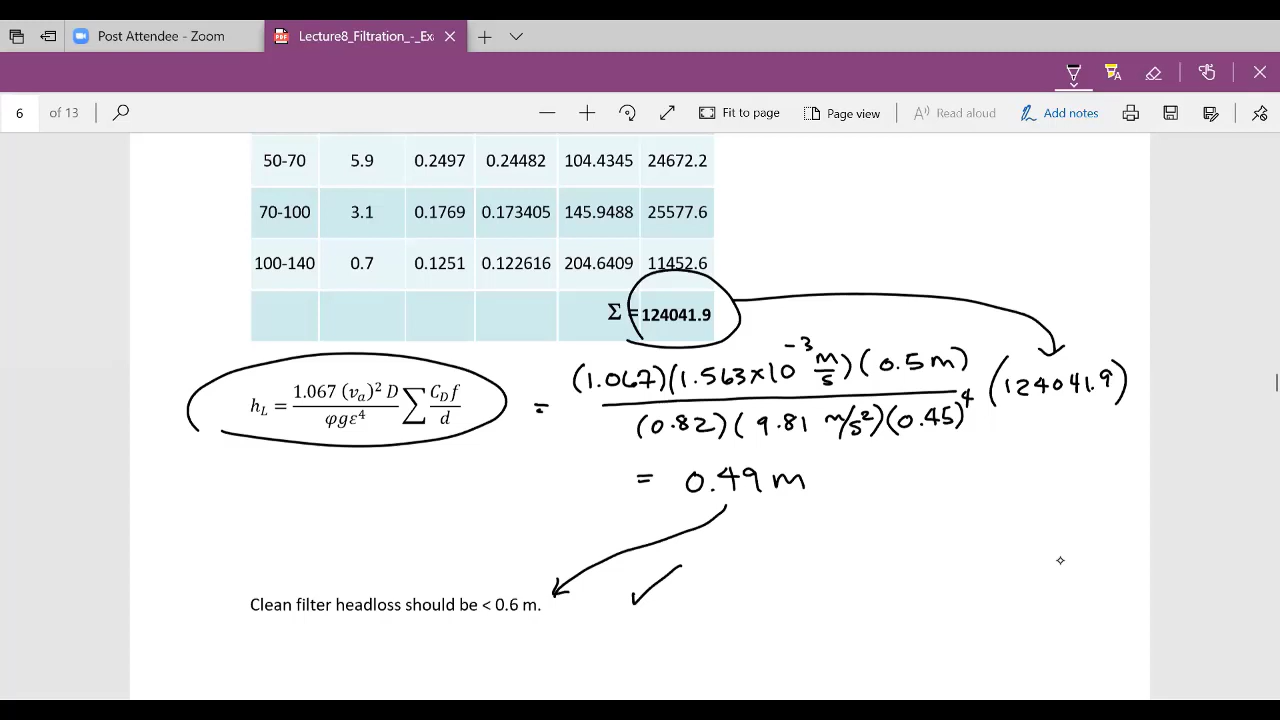 Post Attendee - Zoom
Lecture8_Filtration_-_Ex
6 of 13
Fit to page
Page view
Read aloud
Add notes
50-70 5.9 0.2497 0.24482 104.4345 24672.2
70-100 3.1 0.1769 0.173405 145.9488 25577.6
100-140 0.7 0.1251 0.122616 204.6409 11452.6
Σ = 124041.9
h_L = 1.067 (v_a)² D / φgε⁴ ∑ C_D f / d = (1.067)(1.563×10⁻³ m/s)(0.5 m) / (0.82)(9.81 m/s²)(0.45)⁴ (124041.9)
= 0.49 m
Clean filter headloss should be < 0.6 m.